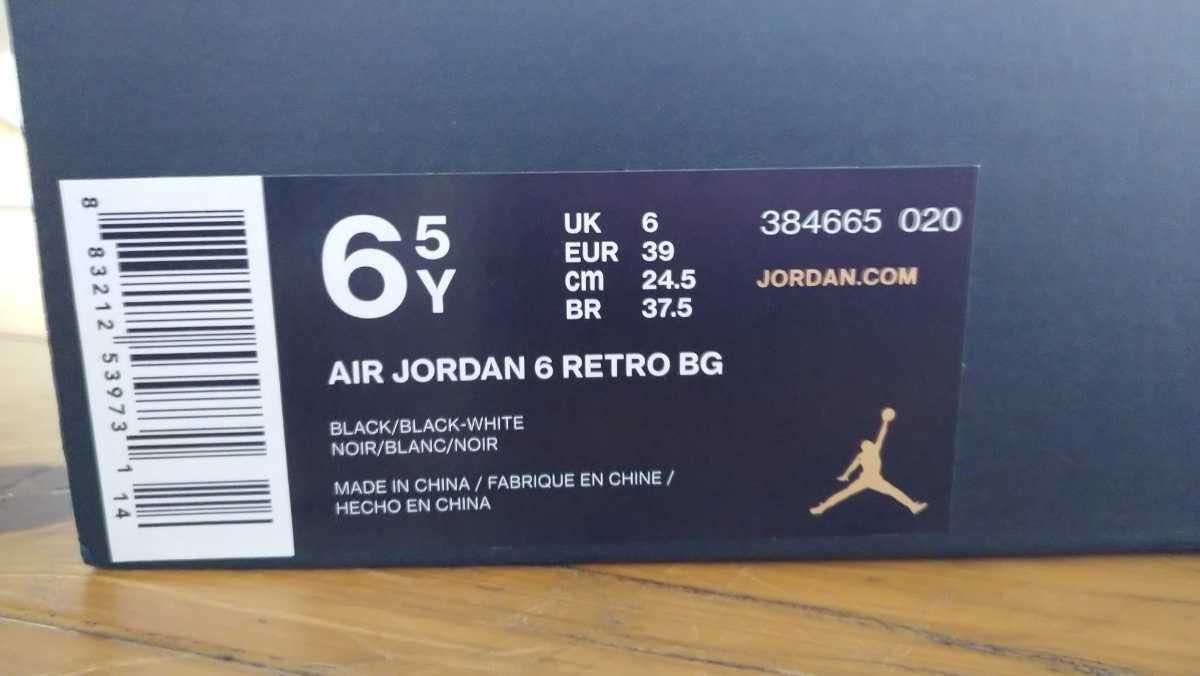 8 83212 53973 1 14
6 5 Y
UK 6
EUR 39
cm 24.5
BR 37.5
384665 020
JORDAN.COM
AIR JORDAN 6 RETRO BG
BLACK/BLACK-WHITE
NOIR/BLANC/NOIR
MADE IN CHINA / FABRIQUE EN CHINE /
HECHO EN CHINA